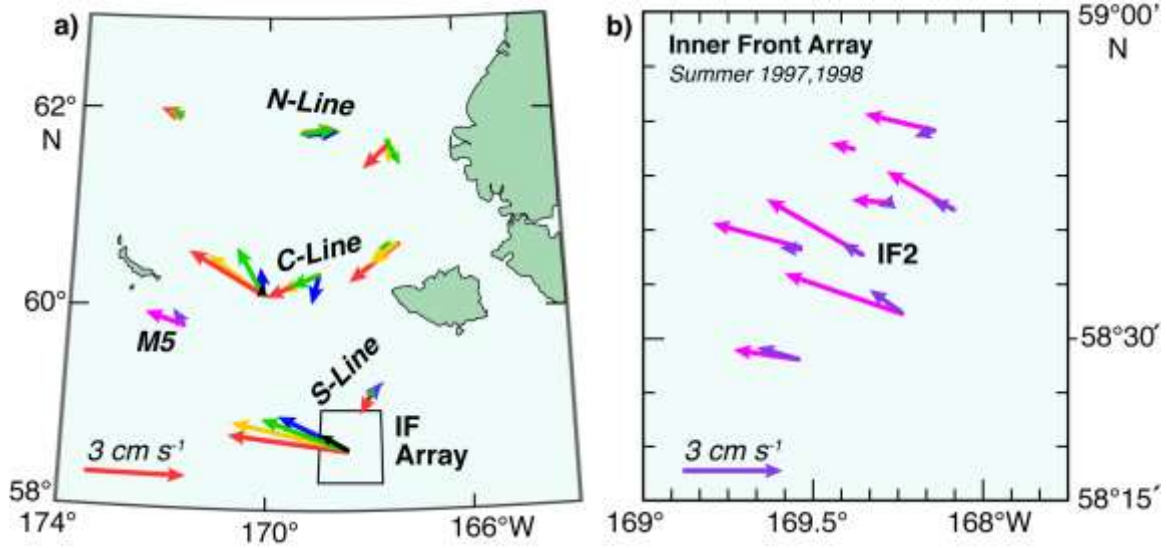 a)
62°
N
N-Line
C-Line
60°
M5
S-Line
IF
Array
3 cm s⁻¹
58°
174°
170°
166°W
b)
Inner Front Array
Summer 1997,1998
IF2
3 cm s⁻¹
59°00′
N
58°30′
58°15′
169°
169.5°
168°W